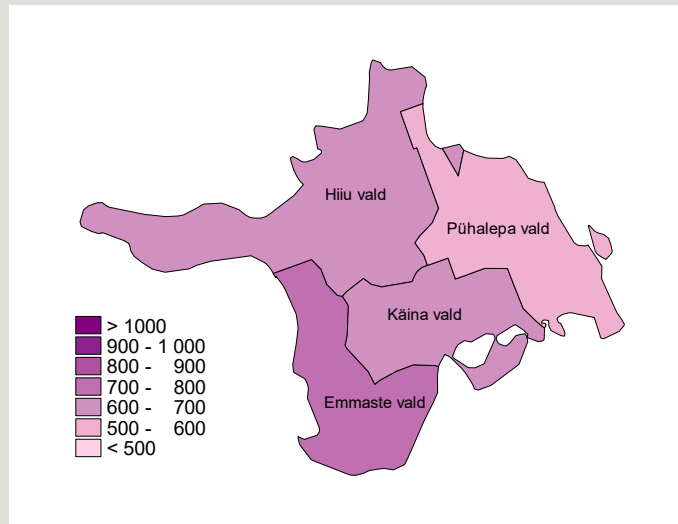 Hiiu vald
Pühalepa vald
Käina vald
Emmaste vald
> 1000
900 - 1 000
800 - 900
700 - 800
600 - 700
500 - 600
< 500